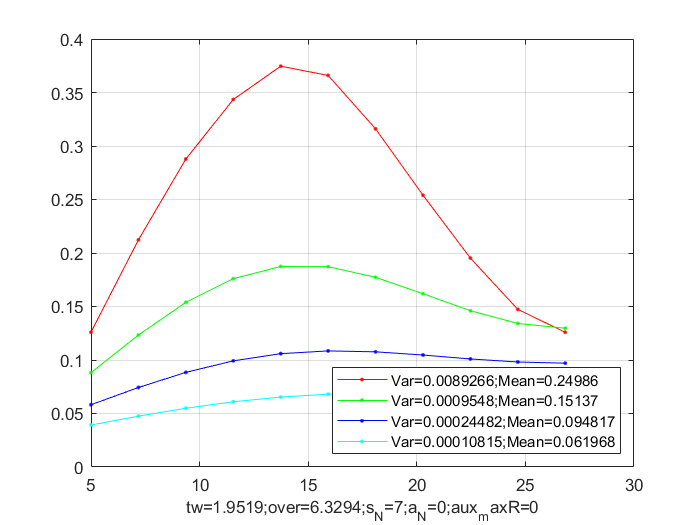 0.4
0.35
0.3
0.25
0.2
0.15
0.1
0.05
0
Var=0.0089266;Mean=0.24986
Var=0.0009548;Mean=0.15137
Var=0.00024482;Mean=0.094817
Var=0.00010815;Mean=0.061968
5 10 15 20 25 30
tw=1.9519;over=6.3294;s_N=7;a_N=0;aux_maxR=0